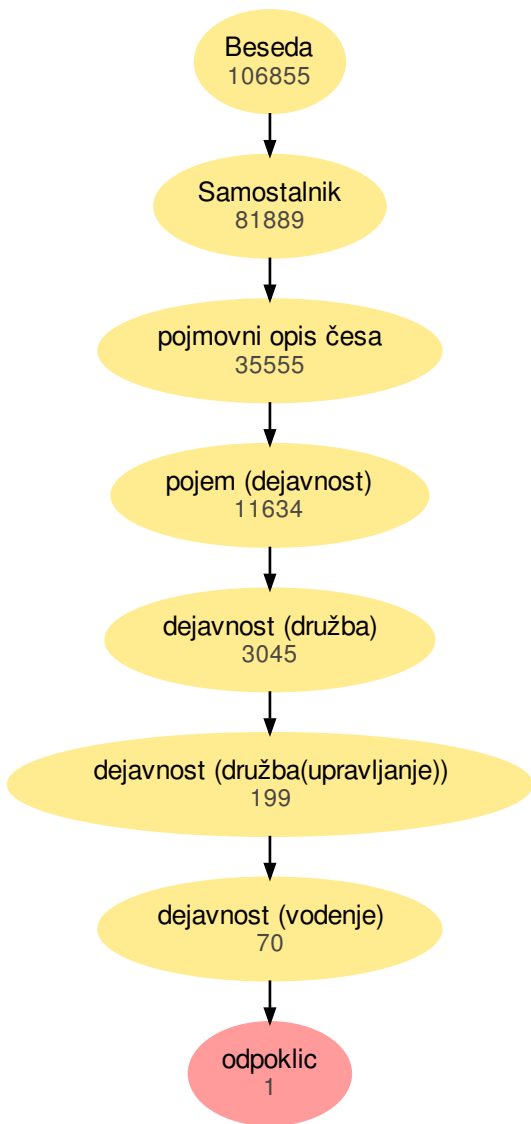 Beseda
106855
Samostalnik
81889
pojmovni opis česa
35555
pojem (dejavnost)
11634
dejavnost (družba)
3045
dejavnost (družba(upravljanje))
199
dejavnost (vodenje)
70
odpoklic
1